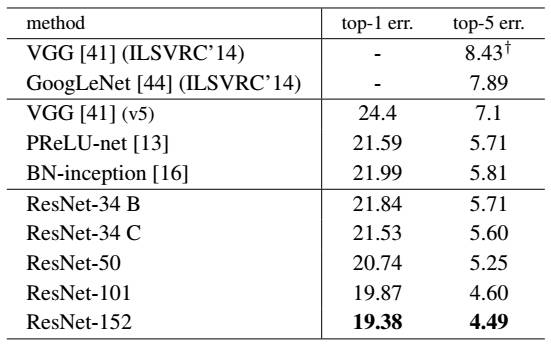 method top-1 err. top-5 err.
VGG [41] (ILSVRC'14) - 8.43†
GoogLeNet [44] (ILSVRC'14) - 7.89
VGG [41] (v5) 24.4 7.1
PReLU-net [13] 21.59 5.71
BN-inception [16] 21.99 5.81
ResNet-34 B 21.84 5.71
ResNet-34 C 21.53 5.60
ResNet-50 20.74 5.25
ResNet-101 19.87 4.60
ResNet-152 19.38 4.49